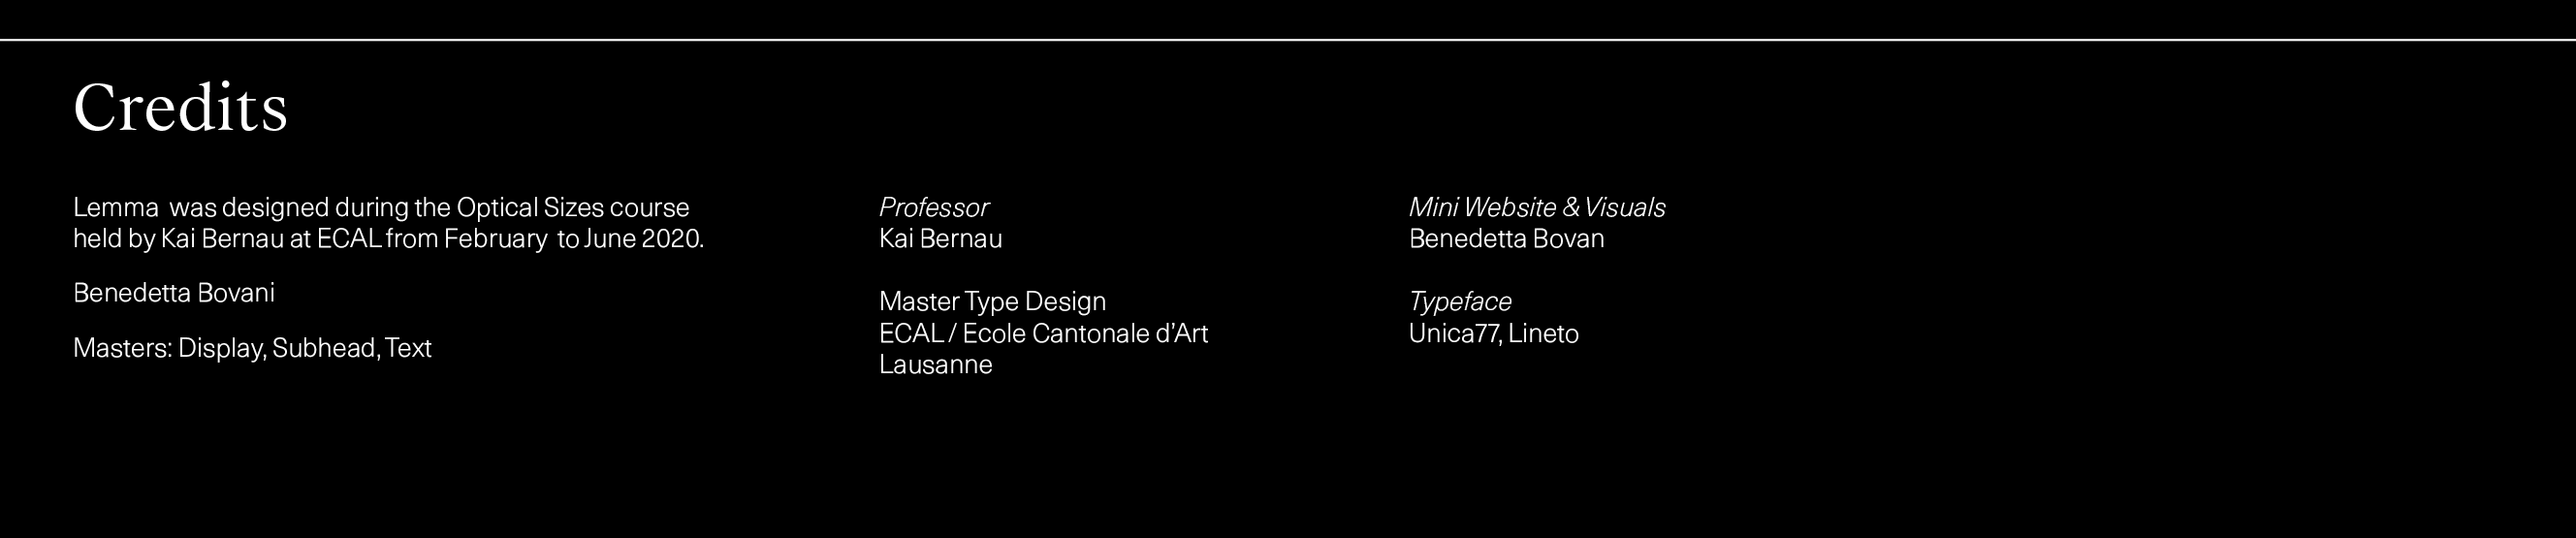 Credits
Lemma  was designed during the Optical Sizes course
held by Kai Bernau at ECAL from February  to June 2020.
Benedetta Bovani
Masters: Display, Subhead, Text
Professor
Kai Bernau
Master Type Design
ECAL / Ecole Cantonale d’Art
Lausanne
Mini Website & Visuals
Benedetta Bovan
Typeface
Unica77, Lineto